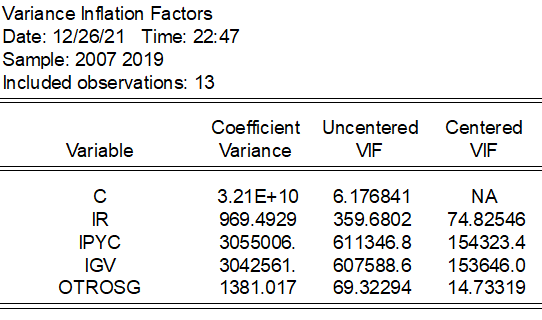 Variance Inflation Factors
Date: 12/26/21 Time: 22:47
Sample: 2007 2019
Included observations: 13
Coefficient Uncentered Centered
Variable Variance VIF VIF
C 3.21E+10 6.176841 NA
IR 969.4929 359.6802 74.82546
IPYC 3055006. 611346.8 154323.4
IGV 3042561. 607588.6 153646.0
OTROSG 1381.017 69.32294 14.73319